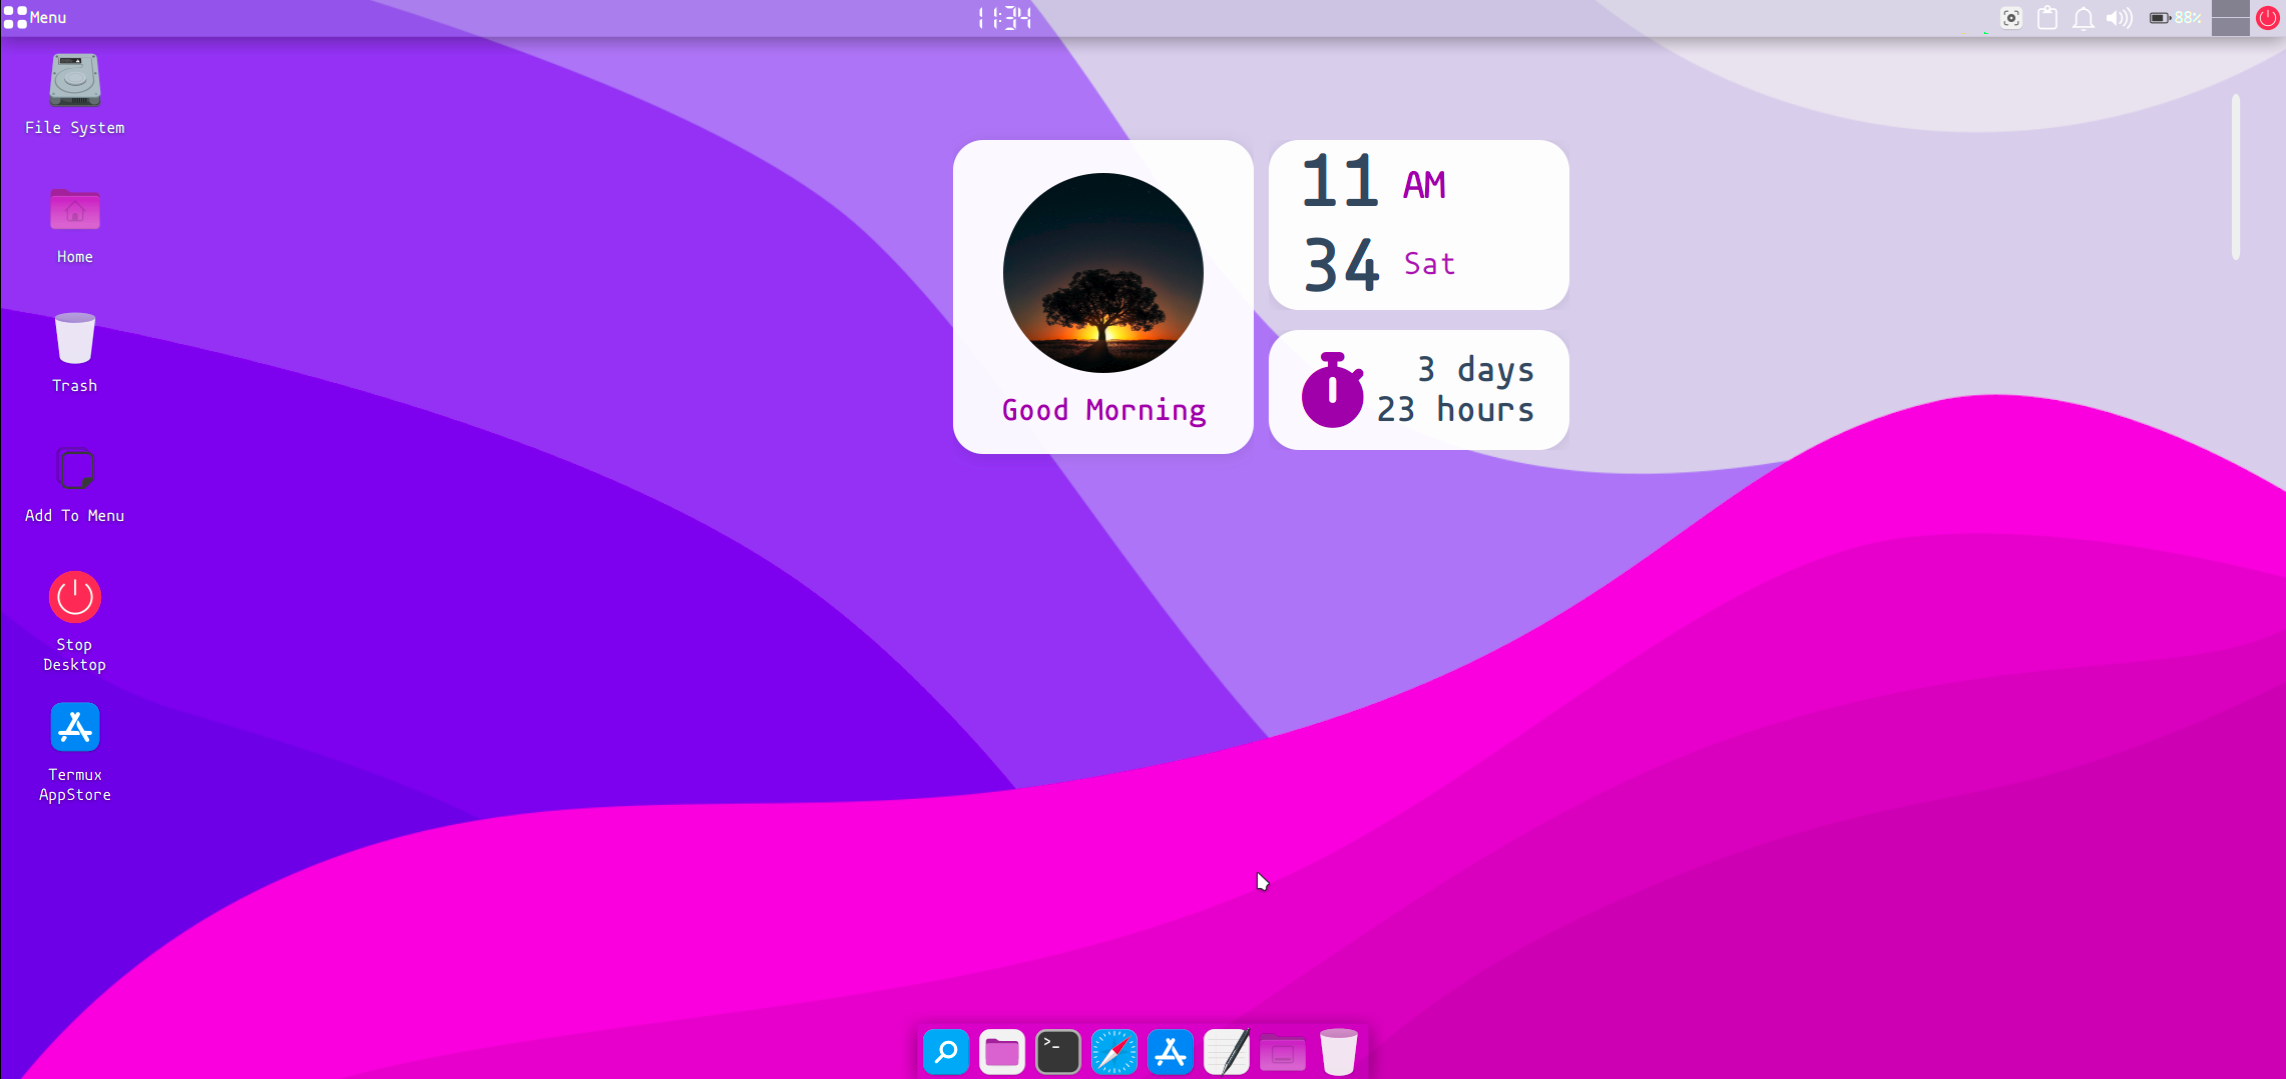 Menu
11:34
88%
File System
Home
Trash
Add To Menu
Stop
Desktop
Termux
AppStore
Good Morning
11 AM
34 Sat
3 days
23 hours
>_